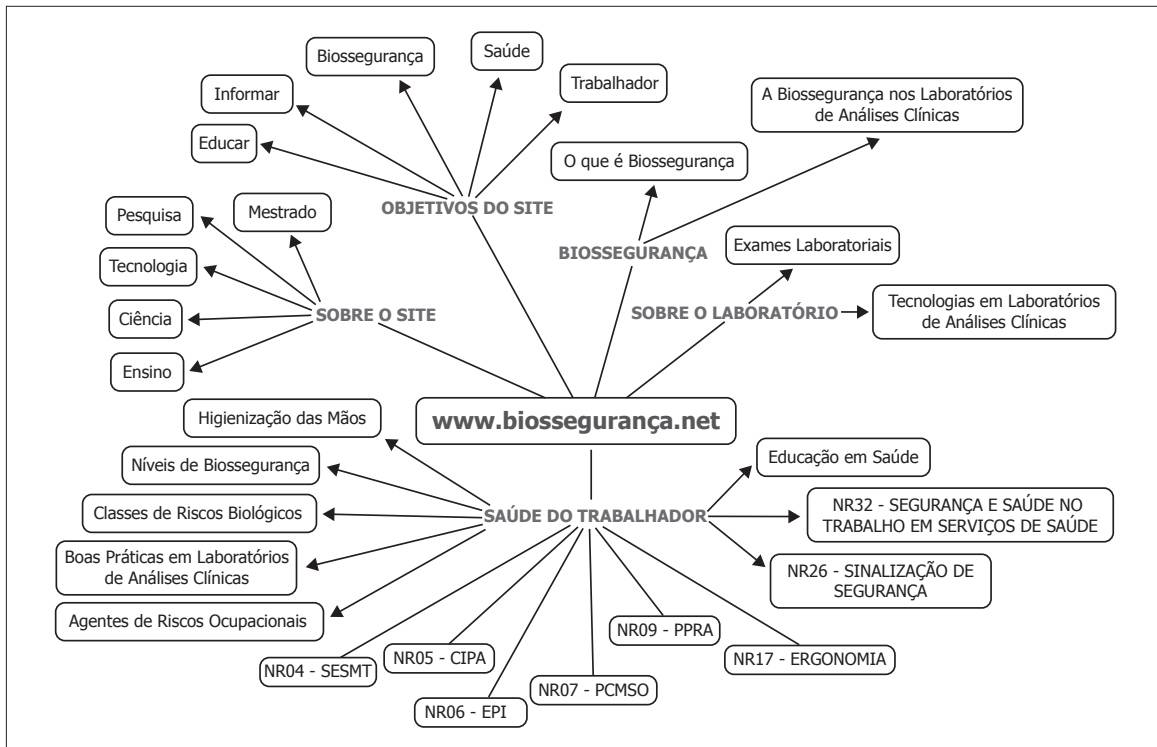 Biossegurança
Saúde
Trabalhador
Informar
Educar
OBJETIVOS DO SITE
A Biossegurança nos Laboratórios
de Análises Clínicas
O que é Biossegurança
BIOSSEGURANÇA
Pesquisa
Mestrado
Tecnologia
Ciência
Ensino
SOBRE O SITE
Exames Laboratoriais
SOBRE O LABORATÓRIO
Tecnologias em Laboratórios
de Análises Clínicas
www.biossegurança.net
Higienização das Mãos
Níveis de Biossegurança
Classes de Riscos Biológicos
Boas Práticas em Laboratórios
de Análises Clínicas
Agentes de Riscos Ocupacionais
SAÚDE DO TRABALHADOR
Educação em Saúde
NR32 - SEGURANÇA E SAÚDE NO
TRABALHO EM SERVIÇOS DE SAÚDE
NR26 - SINALIZAÇÃO DE
SEGURANÇA
NR04 - SESMT
NR05 - CIPA
NR06 - EPI
NR07 - PCMSO
NR09 - PPRA
NR17 - ERGONOMIA